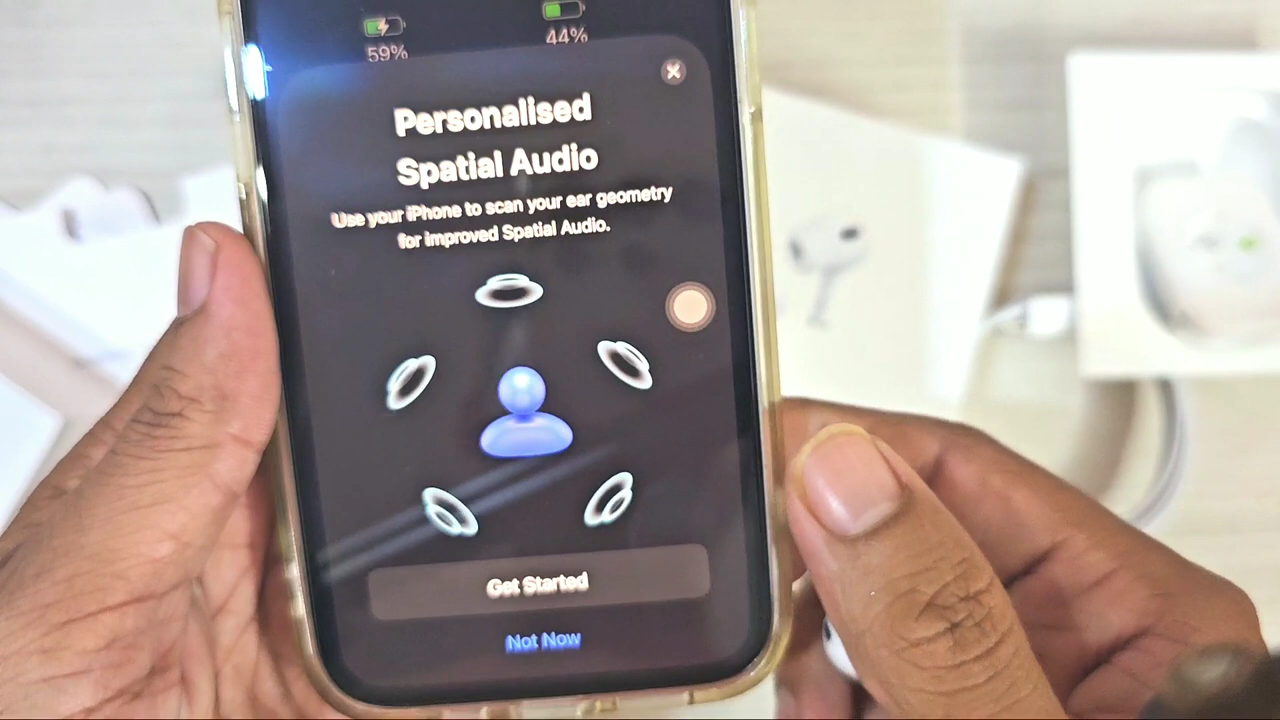 59%
44%
Personalised
Spatial Audio
Use your iPhone to scan your ear geometry
for improved Spatial Audio.
Get Started
Not Now